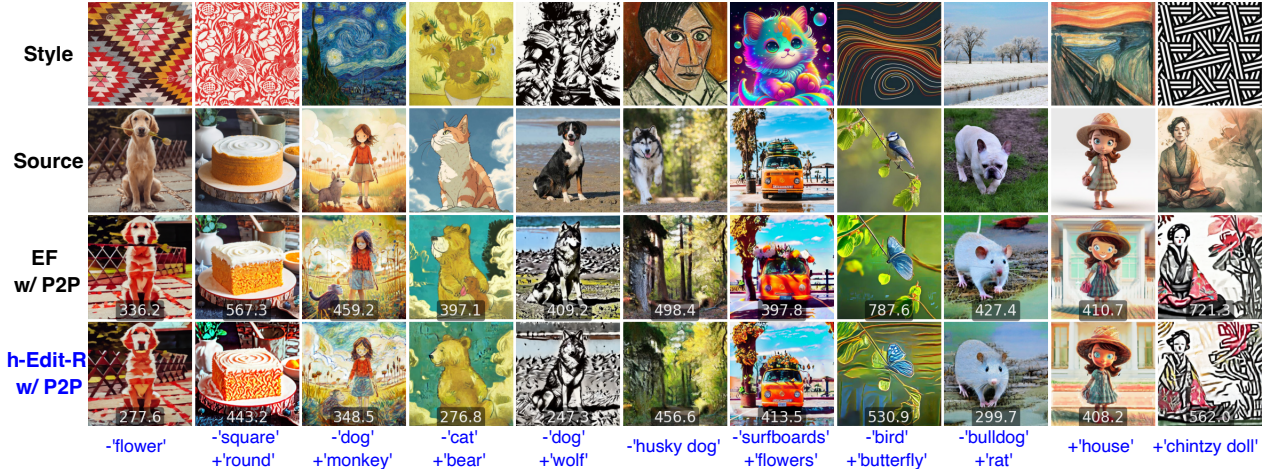 Style
Source
EF
w/ P2P
336.2 567.3 459.2 397.1 409.2 498.4 397.8 787.6 427.4 410.7 721.3
h-Edit-R
w/ P2P
277.6 443.2 348.5 276.8 247.3 456.6 413.5 530.9 299.7 408.2 562.0
-'flower' -'square' -'dog' -'cat' -'dog' -'husky dog' -'surfboards' -'bird' -'bulldog' +'house' +'chintzy doll'
+'round' +'monkey' +'bear' +'wolf' +'flowers' +'butterfly' +'rat'